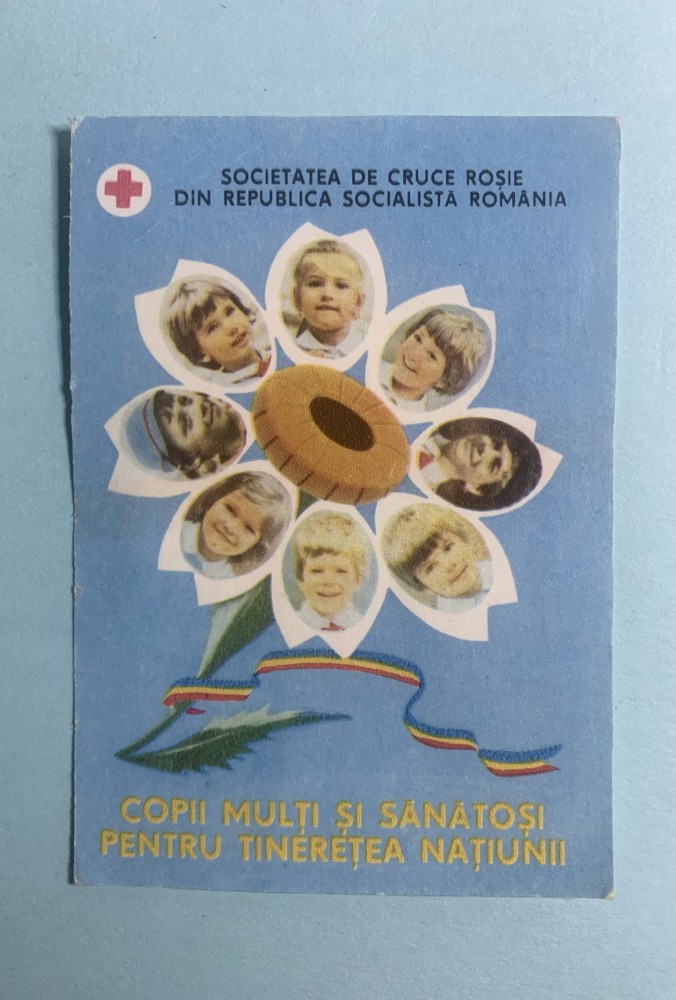 SOCIETATEA DE CRUCE ROȘIE
DIN REPUBLICA SOCIALISTĂ ROMÂNIA
COPII MULȚI ȘI SĂNĂTOȘI
PENTRU TINEREȚEA NAȚIUNII